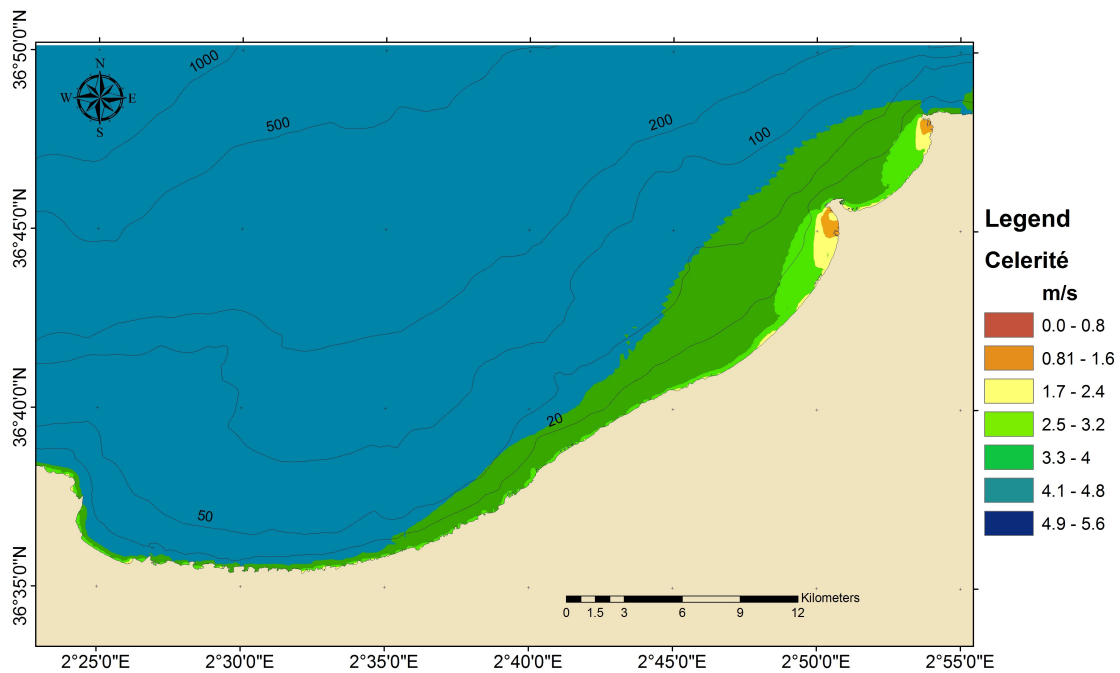 36°50'0"N
36°45'0"N
36°40'0"N
36°35'0"N
N
W E
S
1000
500
200
100
20
50
Legend
Celerité
m/s
0.0 - 0.8
0.81 - 1.6
1.7 - 2.4
2.5 - 3.2
3.3 - 4
4.1 - 4.8
4.9 - 5.6
Kilometers
0 1.5 3 6 9 12
2°25'0"E 2°30'0"E 2°35'0"E 2°40'0"E 2°45'0"E 2°50'0"E 2°55'0"E